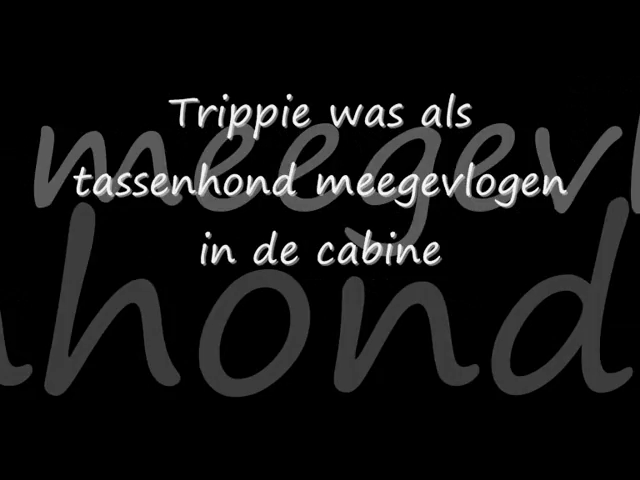 Trippie was als
tassenhond meegevlogen
in de cabine